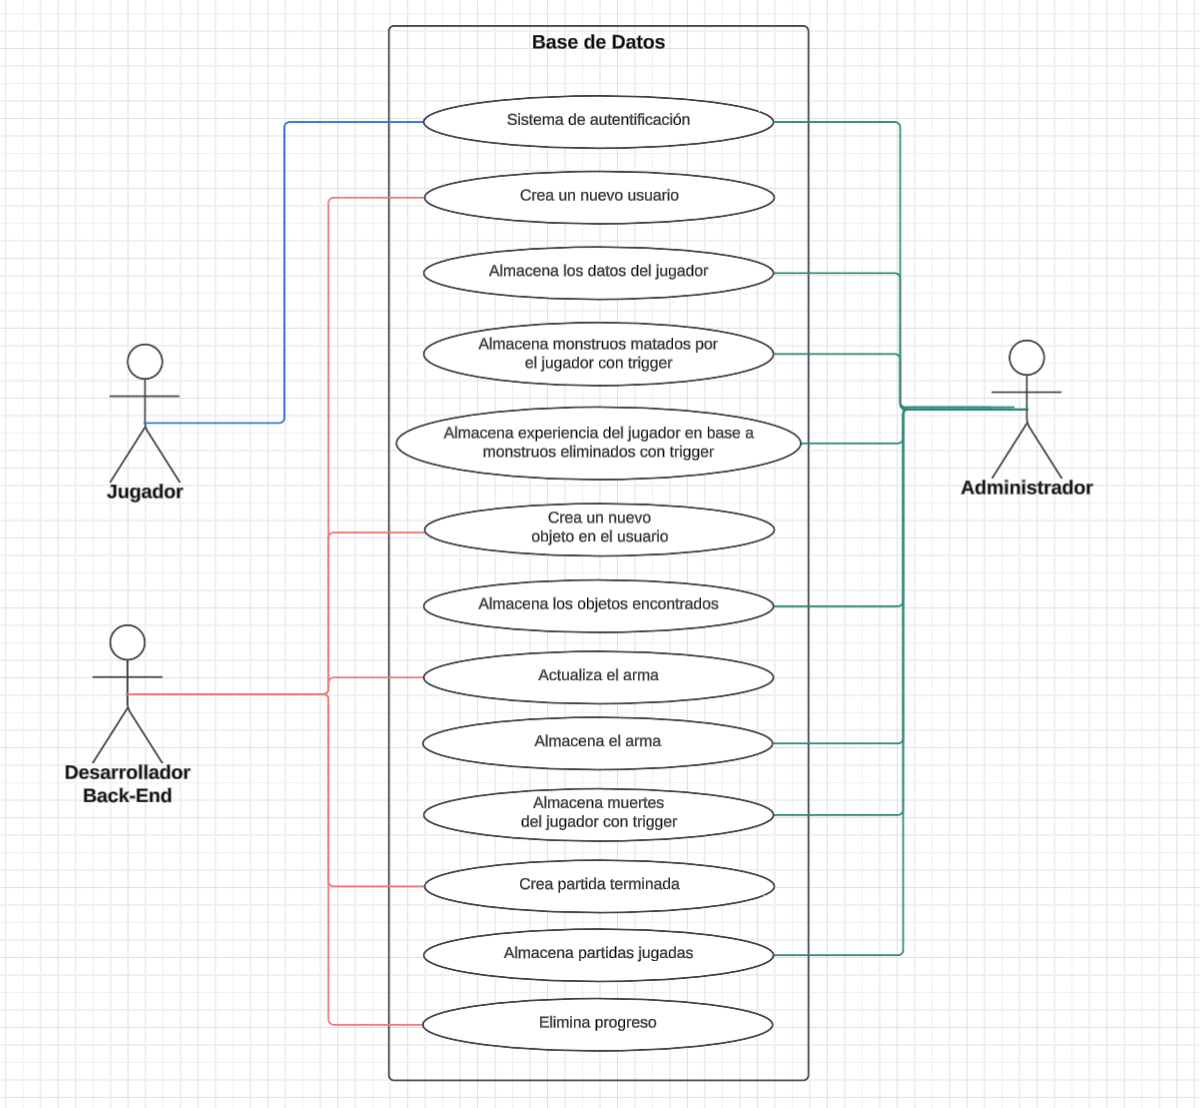 Base de Datos
Sistema de autentificación
Crea un nuevo usuario
Almacena los datos del jugador
Almacena monstruos matados por
el jugador con trigger
Almacena experiencia del jugador en base a
monstruos eliminados con trigger
Jugador
Administrador
Crea un nuevo
objeto en el usuario
Almacena los objetos encontrados
Actualiza el arma
Almacena el arma
Desarrollador
Back-End
Almacena muertes
del jugador con trigger
Crea partida terminada
Almacena partidas jugadas
Elimina progreso